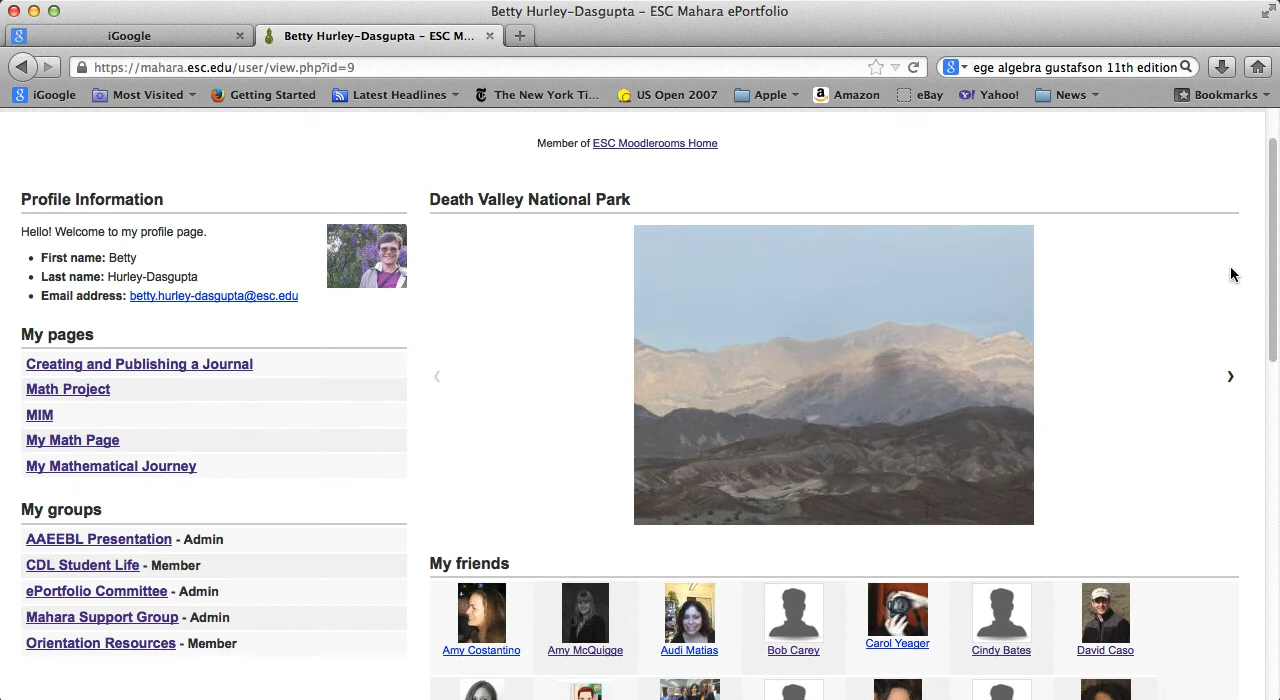 Betty Hurley-Dasgupta - ESC Mahara ePortfolio
iGoogle
Betty Hurley-Dasgupta - ESC M...
https://mahara.esc.edu/user/view.php?id=9
ege algebra gustafson 11th edition
iGoogle
Most Visited
Getting Started
Latest Headlines
The New York Ti...
US Open 2007
Apple
Amazon
eBay
Yahoo!
News
Bookmarks
Member of ESC Moodlerooms Home
Profile Information
Hello! Welcome to my profile page.
First name: Betty
Last name: Hurley-Dasgupta
Email address: betty.hurley-dasgupta@esc.edu
My pages
Creating and Publishing a Journal
Math Project
MIM
My Math Page
My Mathematical Journey
My groups
AAEEBL Presentation - Admin
CDL Student Life - Member
ePortfolio Committee - Admin
Mahara Support Group - Admin
Orientation Resources - Member
Death Valley National Park
My friends
Amy Costantino
Amy McQuigge
Audi Matias
Bob Carey
Carol Yeager
Cindy Bates
David Caso